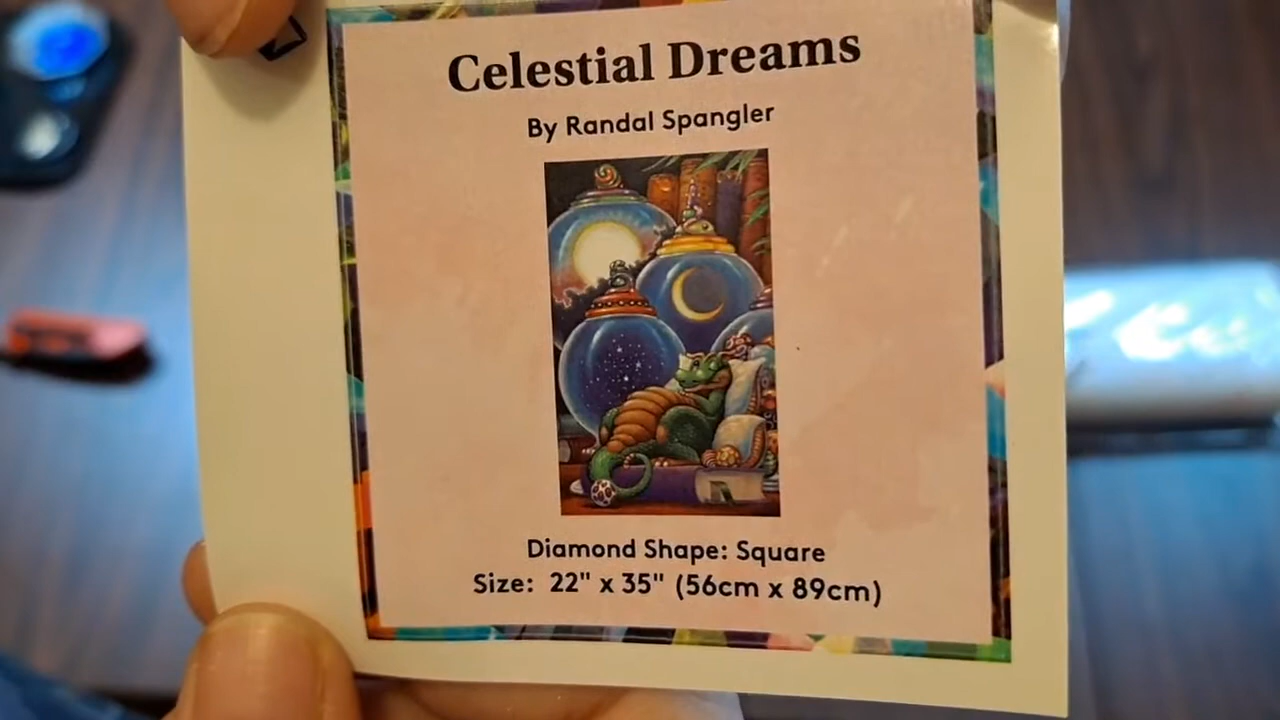 Celestial Dreams
By Randal Spangler
Diamond Shape: Square
Size: 22" x 35" (56cm x 89cm)